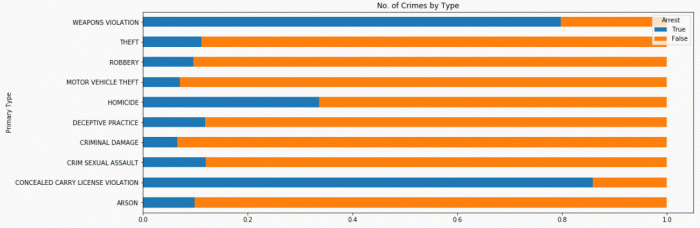 No. of Crimes by Type
Primary Type
WEAPONS VIOLATION
THEFT
ROBBERY
MOTOR VEHICLE THEFT
HOMICIDE
DECEPTIVE PRACTICE
CRIMINAL DAMAGE
CRIM SEXUAL ASSAULT
CONCEALED CARRY LICENSE VIOLATION
ARSON
Arrest
True
False
0.0 0.2 0.4 0.6 0.8 1.0